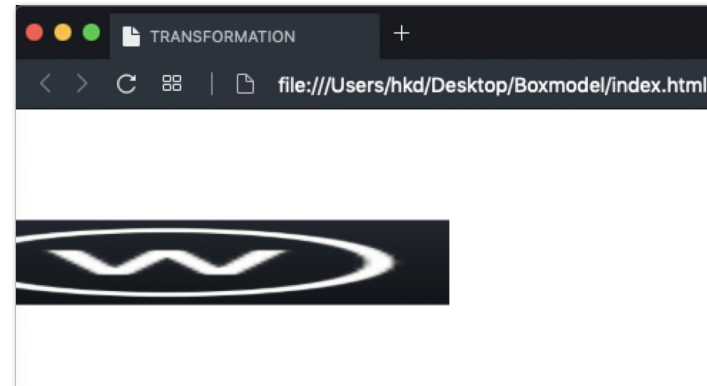 TRANSFORMATION
file:///Users/hkd/Desktop/Boxmodel/index.html
W